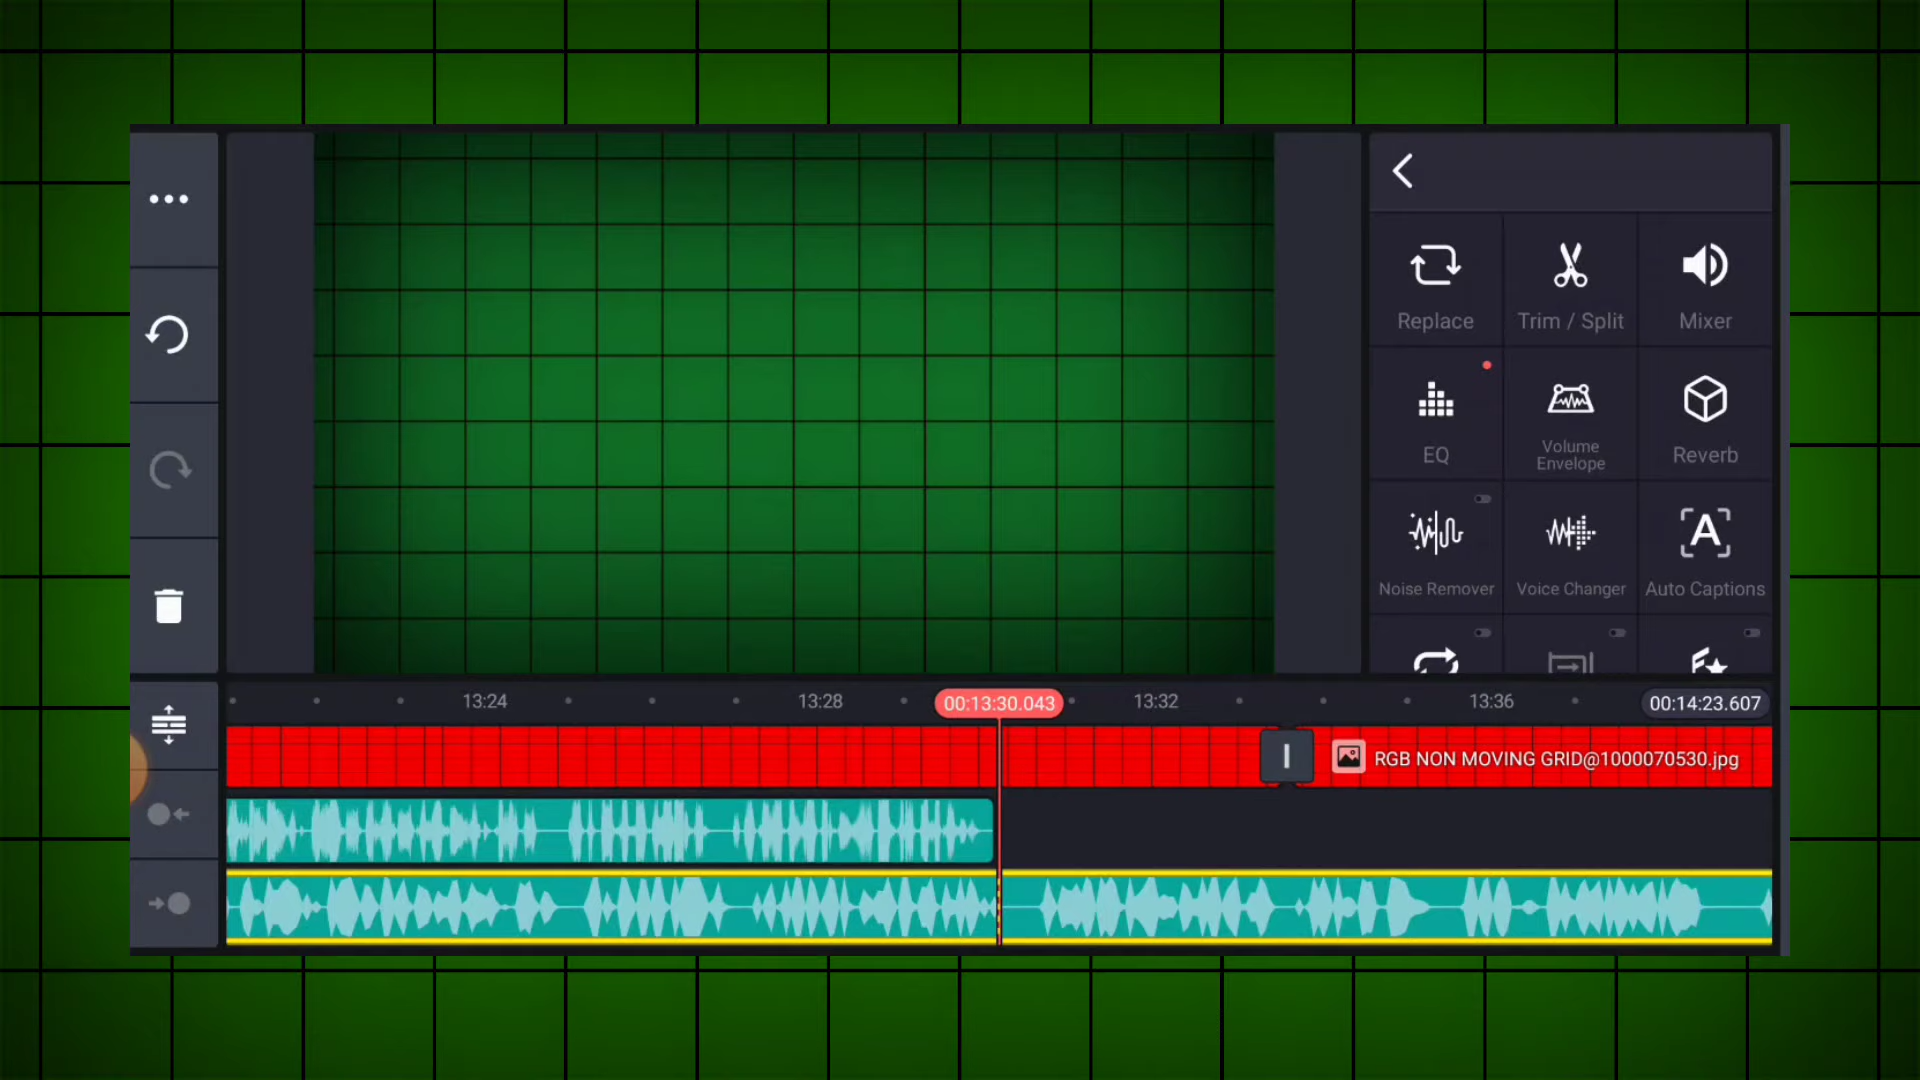 Replace
Trim / Split
Mixer
EQ
Volume
Envelope
Reverb
Noise Remover
Voice Changer
Auto Captions
13:24
13:28
00:13:30.043
13:32
13:36
00:14:23.607
RGB NON MOVING GRID@1000070530.jpg